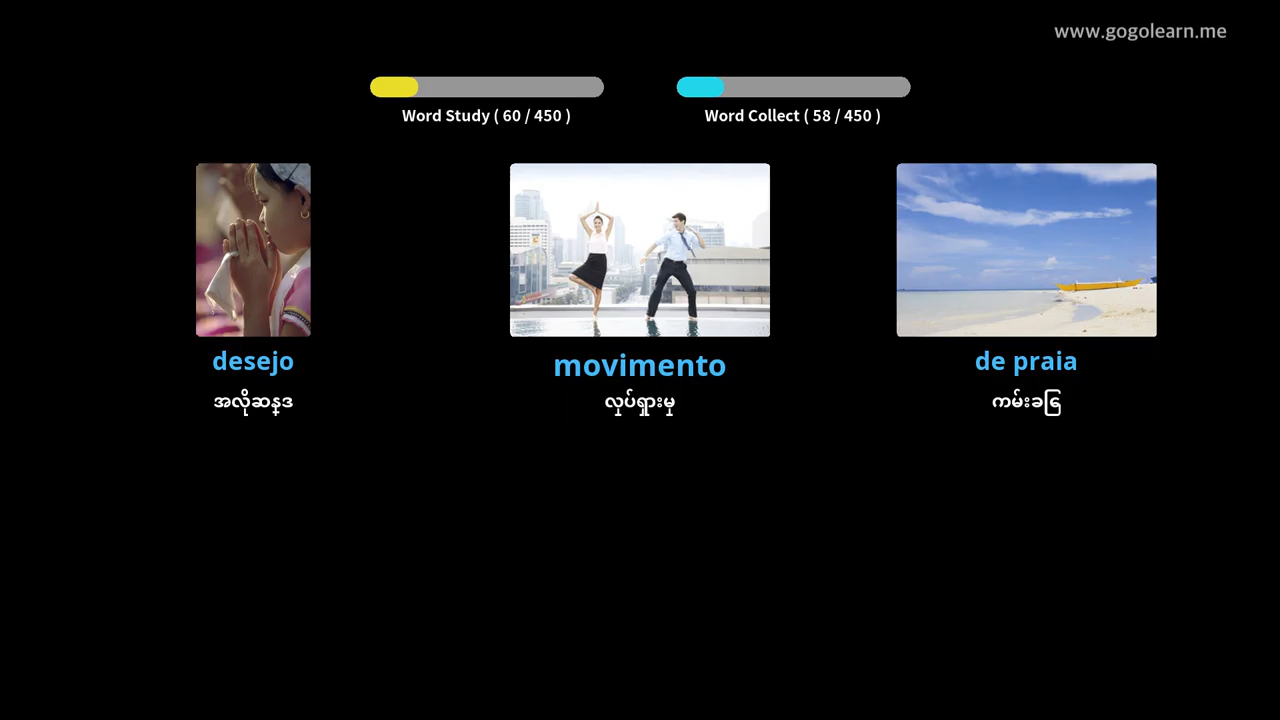 www.gogolearn.me
Word Study ( 60 / 450 )
Word Collect ( 58 / 450 )
desejo
movimento
de praia
အလိုဆန္ဒ
လှုပ်ရှားမှု
ကမ်းခြေ